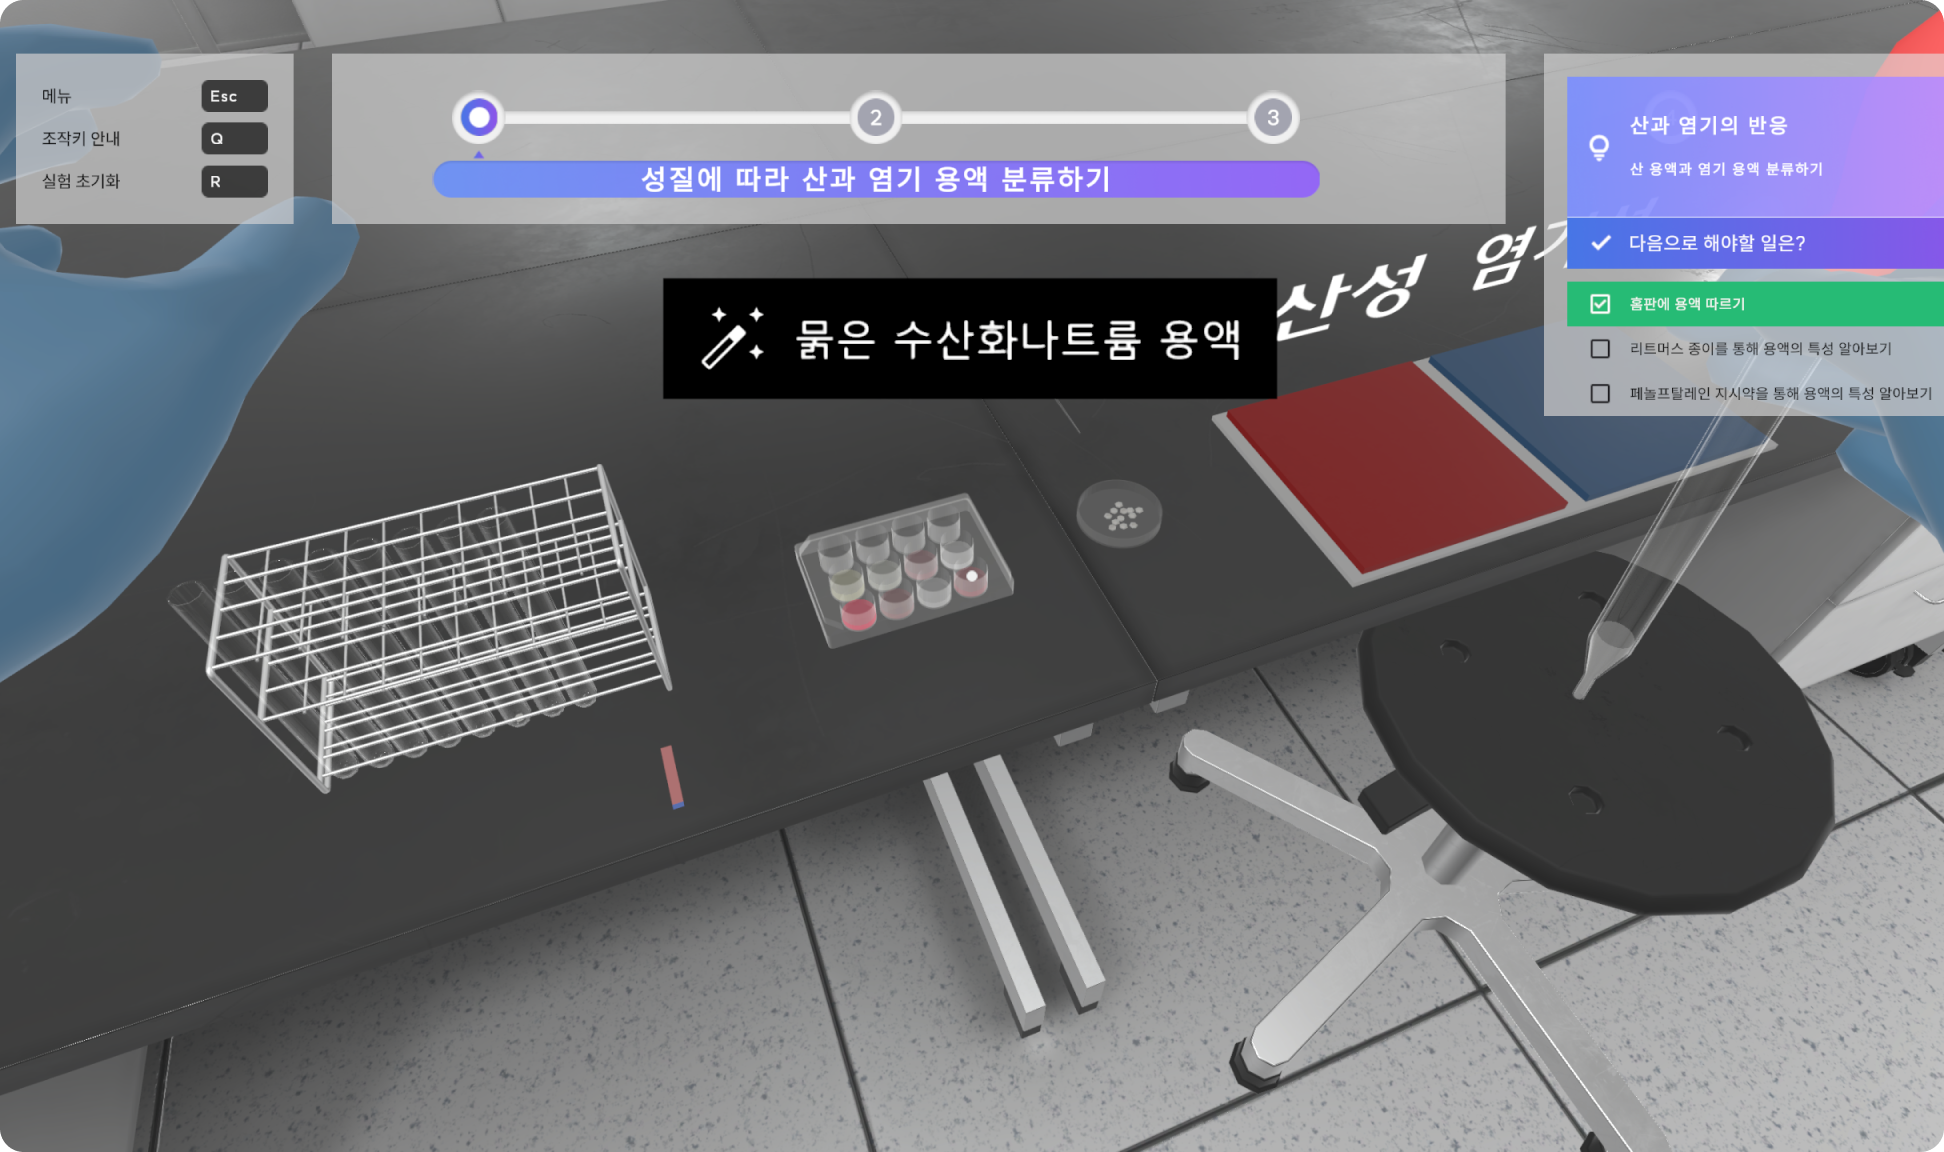 메뉴 Esc
조작키 안내 Q
실험 초기화 R
2
3
성질에 따라 산과 염기 용액 분류하기
산과 염기의 반응
산 용액과 염기 용액 분류하기
다음으로 해야할 일은?
홈판에 용액 따르기
리트머스 종이를 통해 용액의 특성 알아보기
페놀프탈레인 지시약을 통해 용액의 특성 알아보기
묽은 수산화나트륨 용액
산성